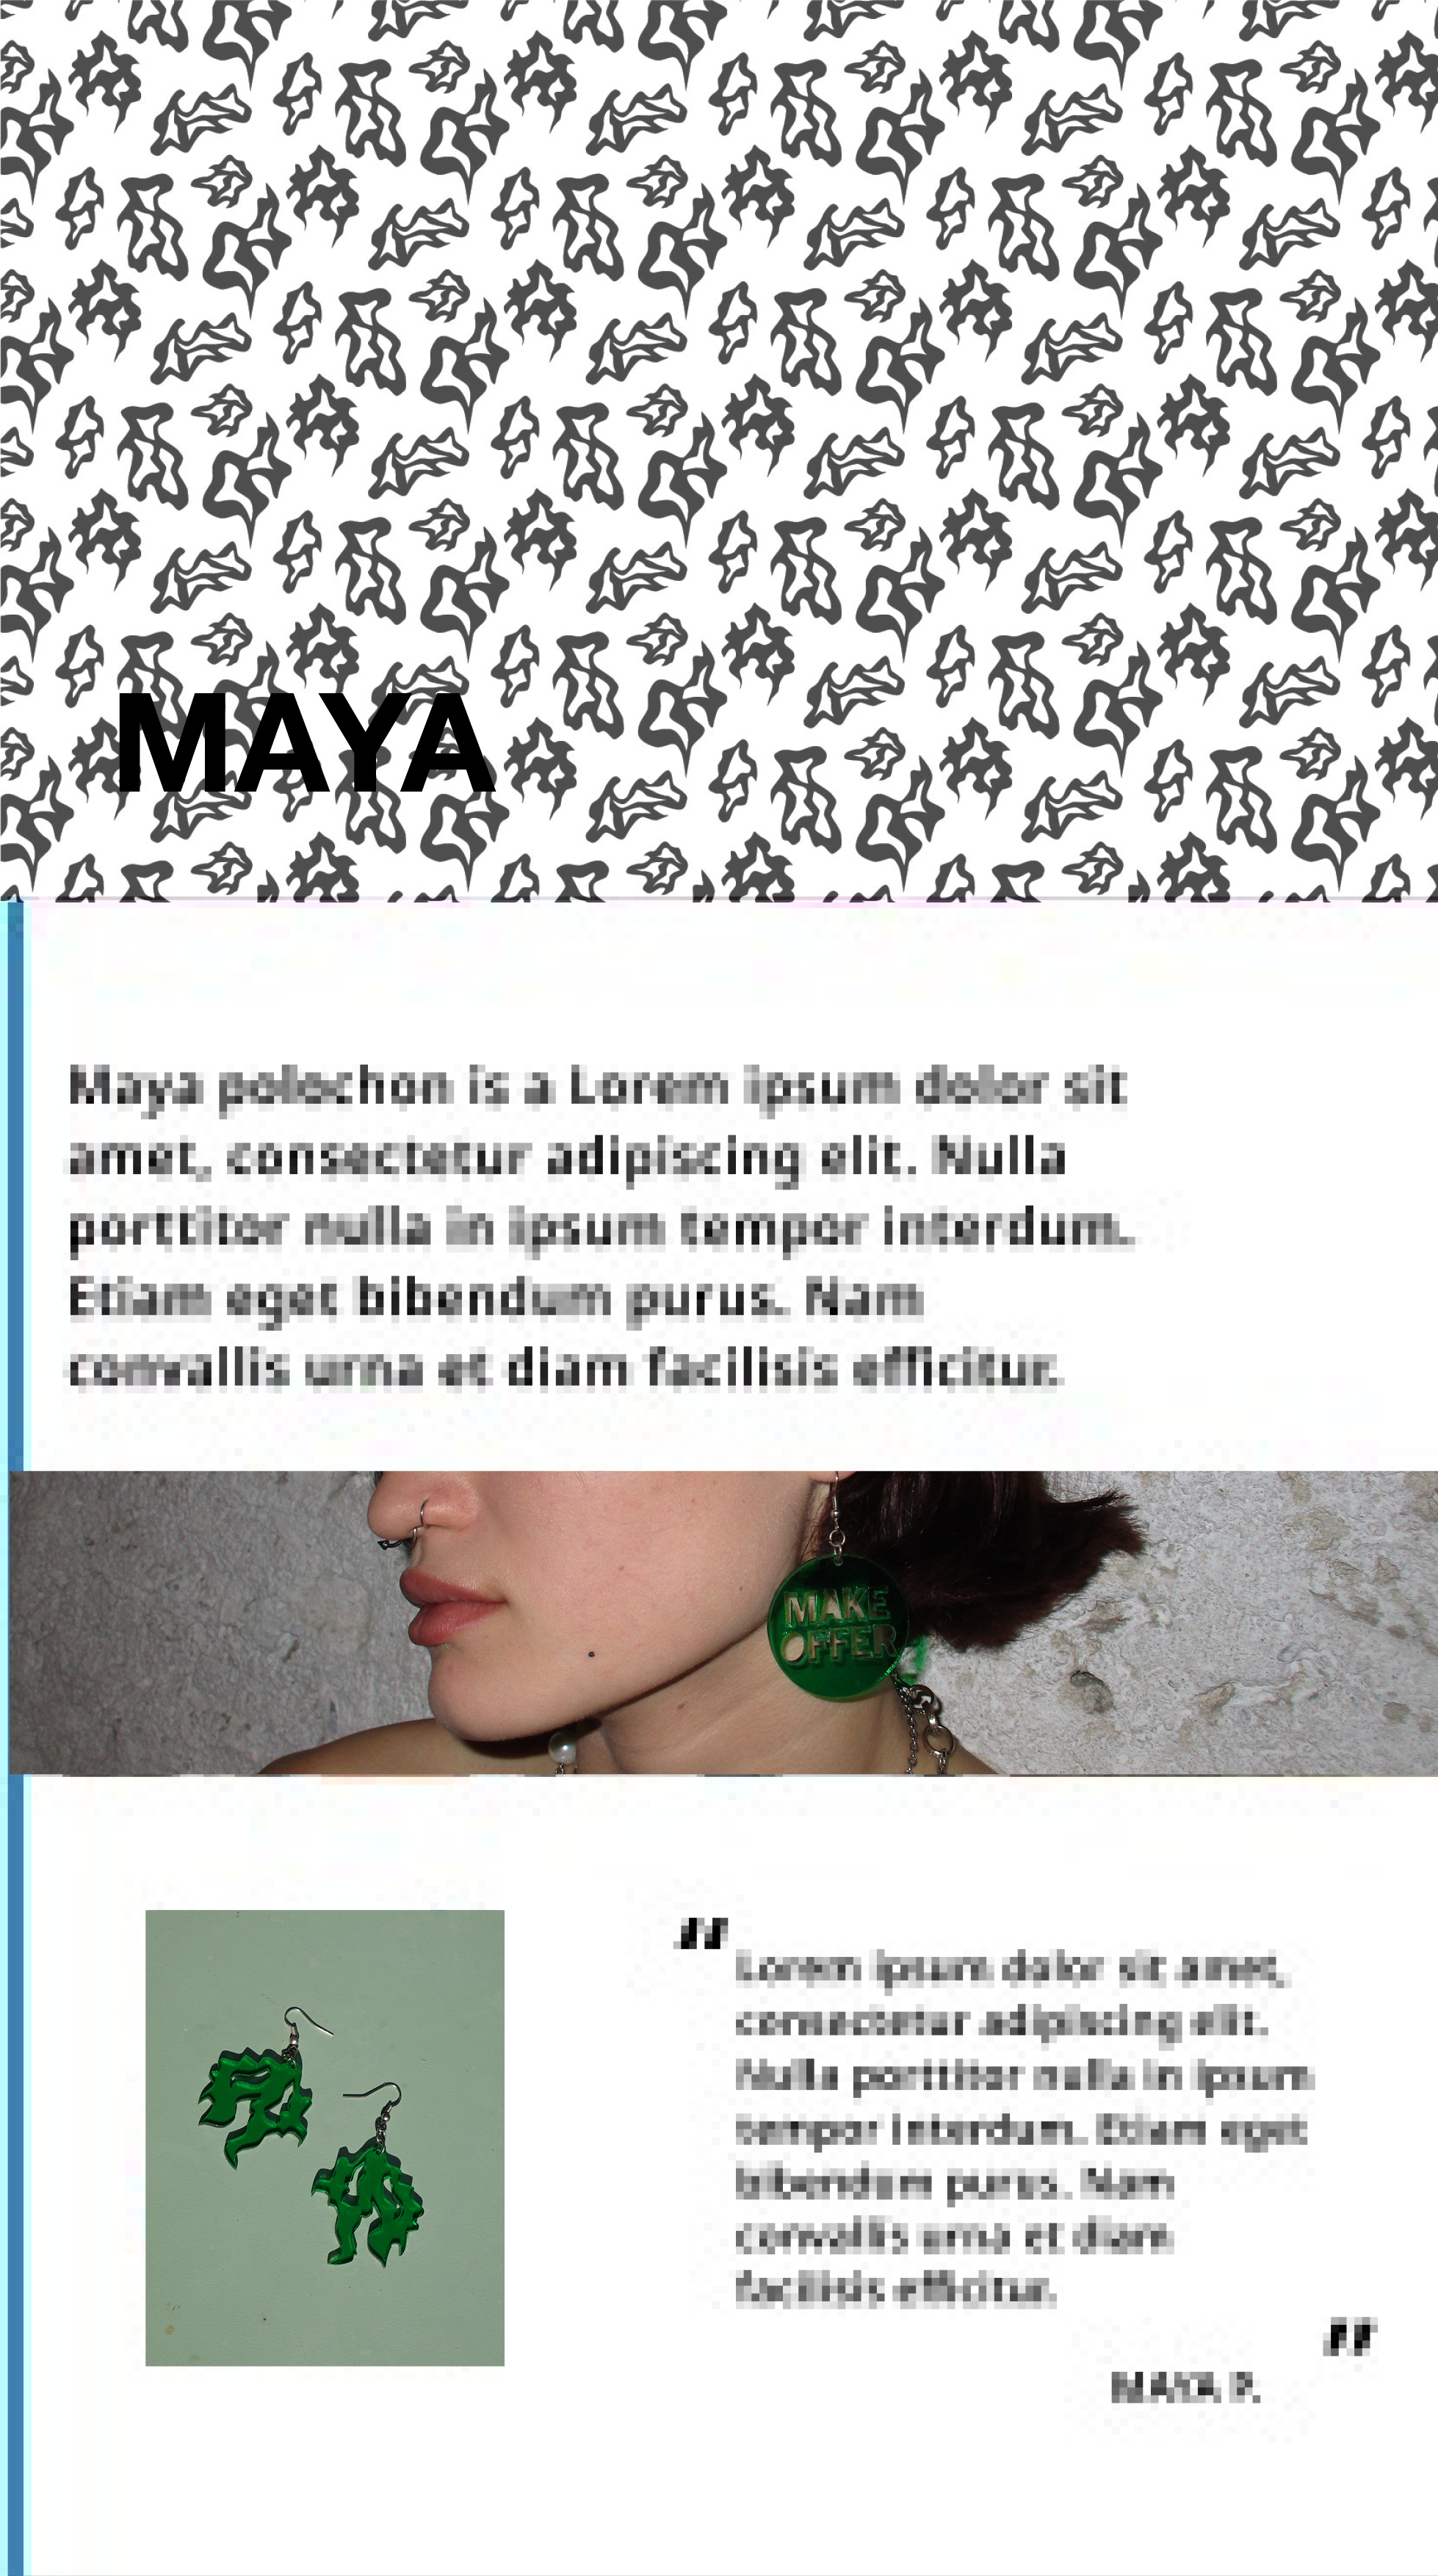 MAYA
Maya polochon is a Lorem ipsum dolor sit
amet, consectetur adipiscing elit. Nulla
porttitor nulla in ipsum tempor interdum.
Etiam eget bibendum purus. Nam
convallis urna et diam facilisis efficitur.
MAKE
OFFER
"
Lorem ipsum dolor sit amet,
consectetur adipiscing elit.
Nulla porttitor nulla in ipsum
tempor interdum. Etiam eget
bibendum purus. Nam
convallis urna et diam
facilisis efficitur.
"
MAYA P.